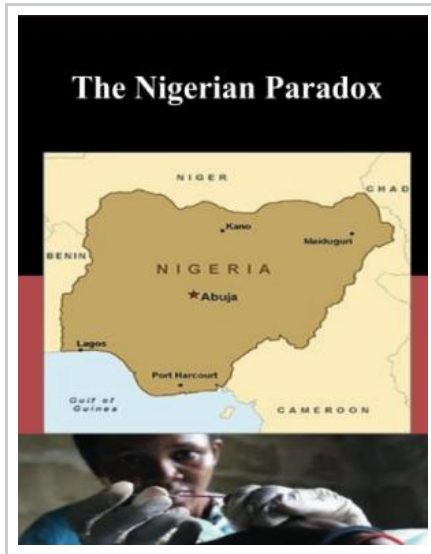 The Nigerian Paradox
NIGER
CHAD
Kano
Maiduguri
BENIN
NIGERIA
Abuja
Lagos
Port Harcourt
Gulf of
Guinea
CAMEROON